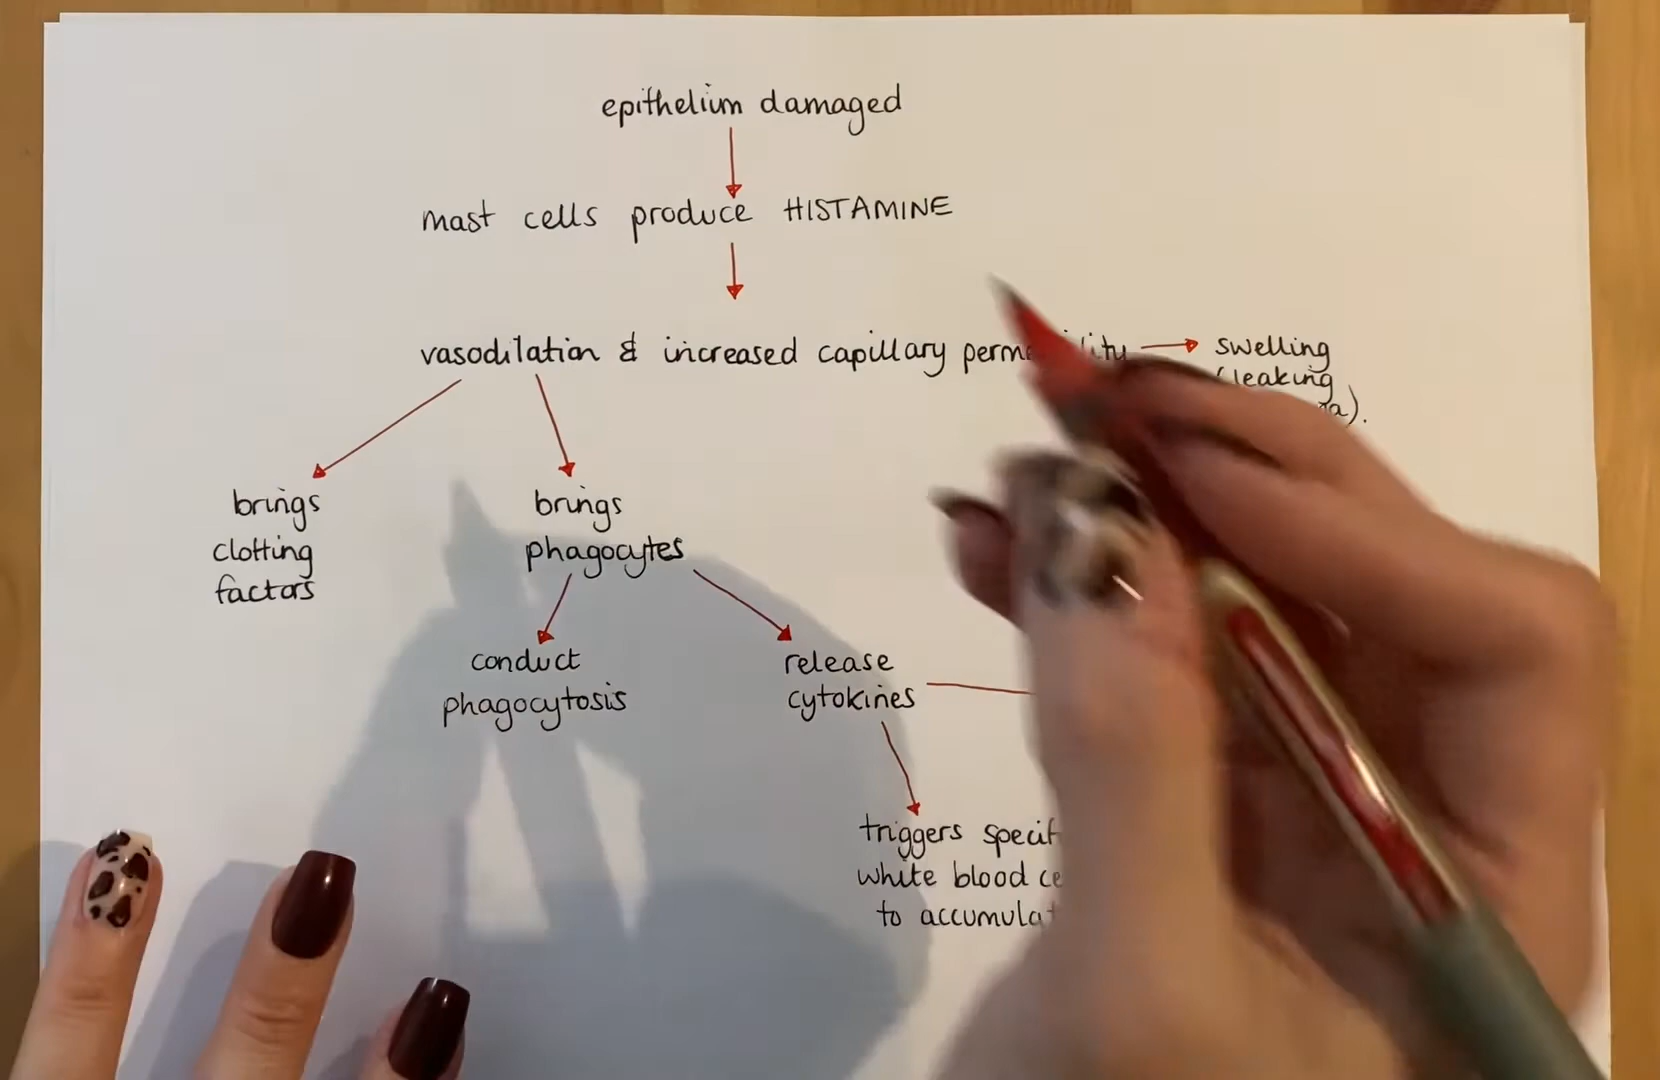 epithelium damaged
mast cells produce HISTAMINE
vasodilation & increased capillary
swelling
(leaking
brings
clotting
factors
brings
phagocytes
conduct
phagocytosis
release
cytokines
triggers
white blood
to